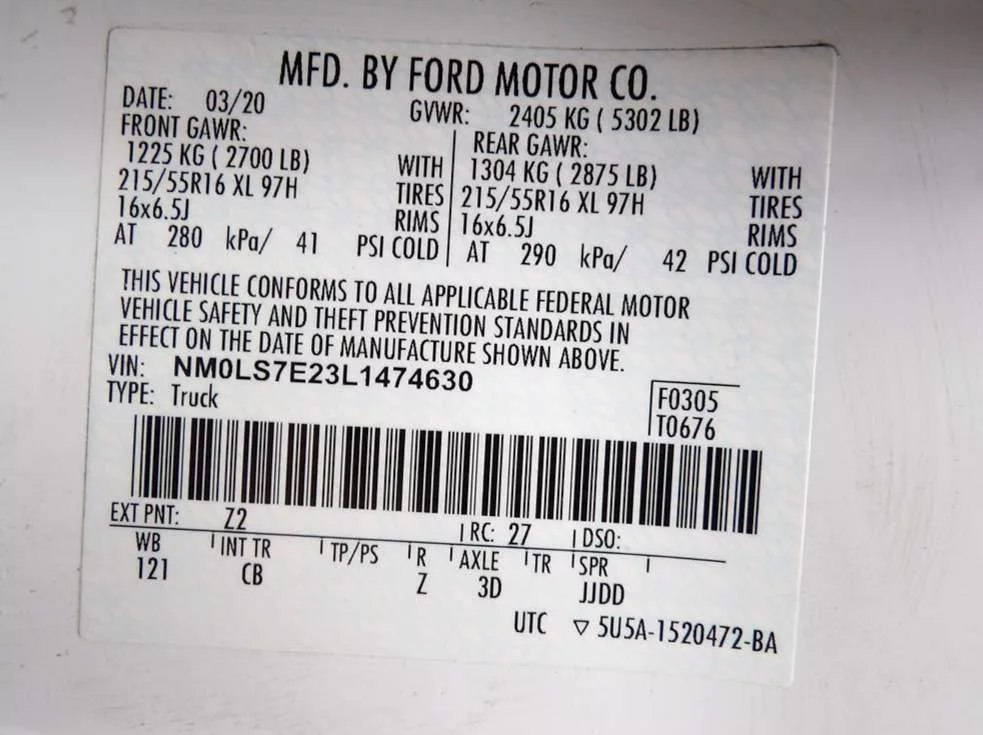 MFD. BY FORD MOTOR CO.
DATE: 03/20 GVWR: 2405 KG ( 5302 LB)
FRONT GAWR: REAR GAWR:
1225 KG ( 2700 LB) WITH 1304 KG ( 2875 LB) WITH
215/55R16 XL 97H TIRES 215/55R16 XL 97H TIRES
16x6.5J RIMS 16x6.5J RIMS
AT 280 kPa/ 41 PSI COLD AT 290 kPa/ 42 PSI COLD
THIS VEHICLE CONFORMS TO ALL APPLICABLE FEDERAL MOTOR
VEHICLE SAFETY AND THEFT PREVENTION STANDARDS IN
EFFECT ON THE DATE OF MANUFACTURE SHOWN ABOVE.
VIN: NM0LS7E23L1474630
TYPE: Truck
F0305
T0676
EXT PNT: Z2 RC: 27 DSO:
WB INT TR TP/PS R AXLE TR SPR
121 CB Z 3D JJDD
UTC ▽ 5U5A-1520472-BA